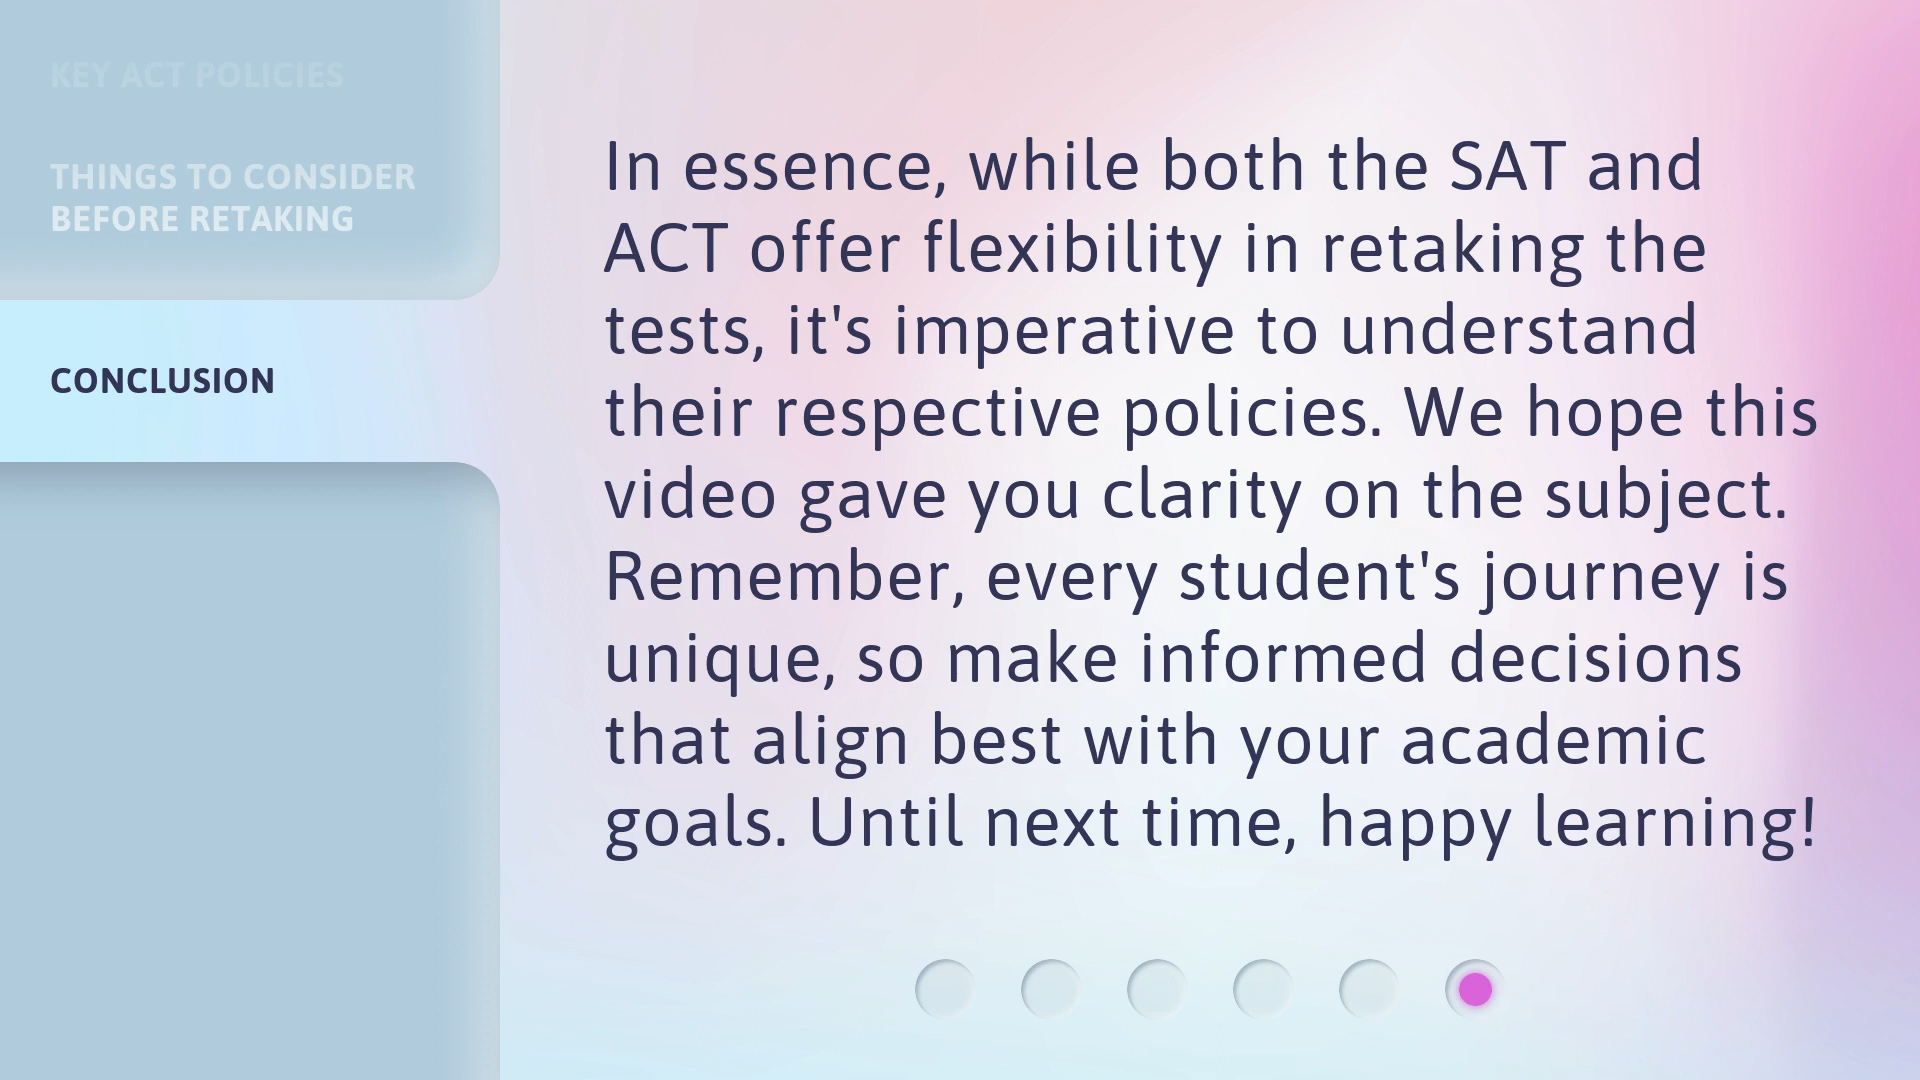 KEY ACT POLICIES
THINGS TO CONSIDER
BEFORE RETAKING
CONCLUSION
In essence, while both the SAT and
ACT offer flexibility in retaking the
tests, it's imperative to understand
their respective policies. We hope this
video gave you clarity on the subject.
Remember, every student's journey is
unique, so make informed decisions
that align best with your academic
goals. Until next time, happy learning!